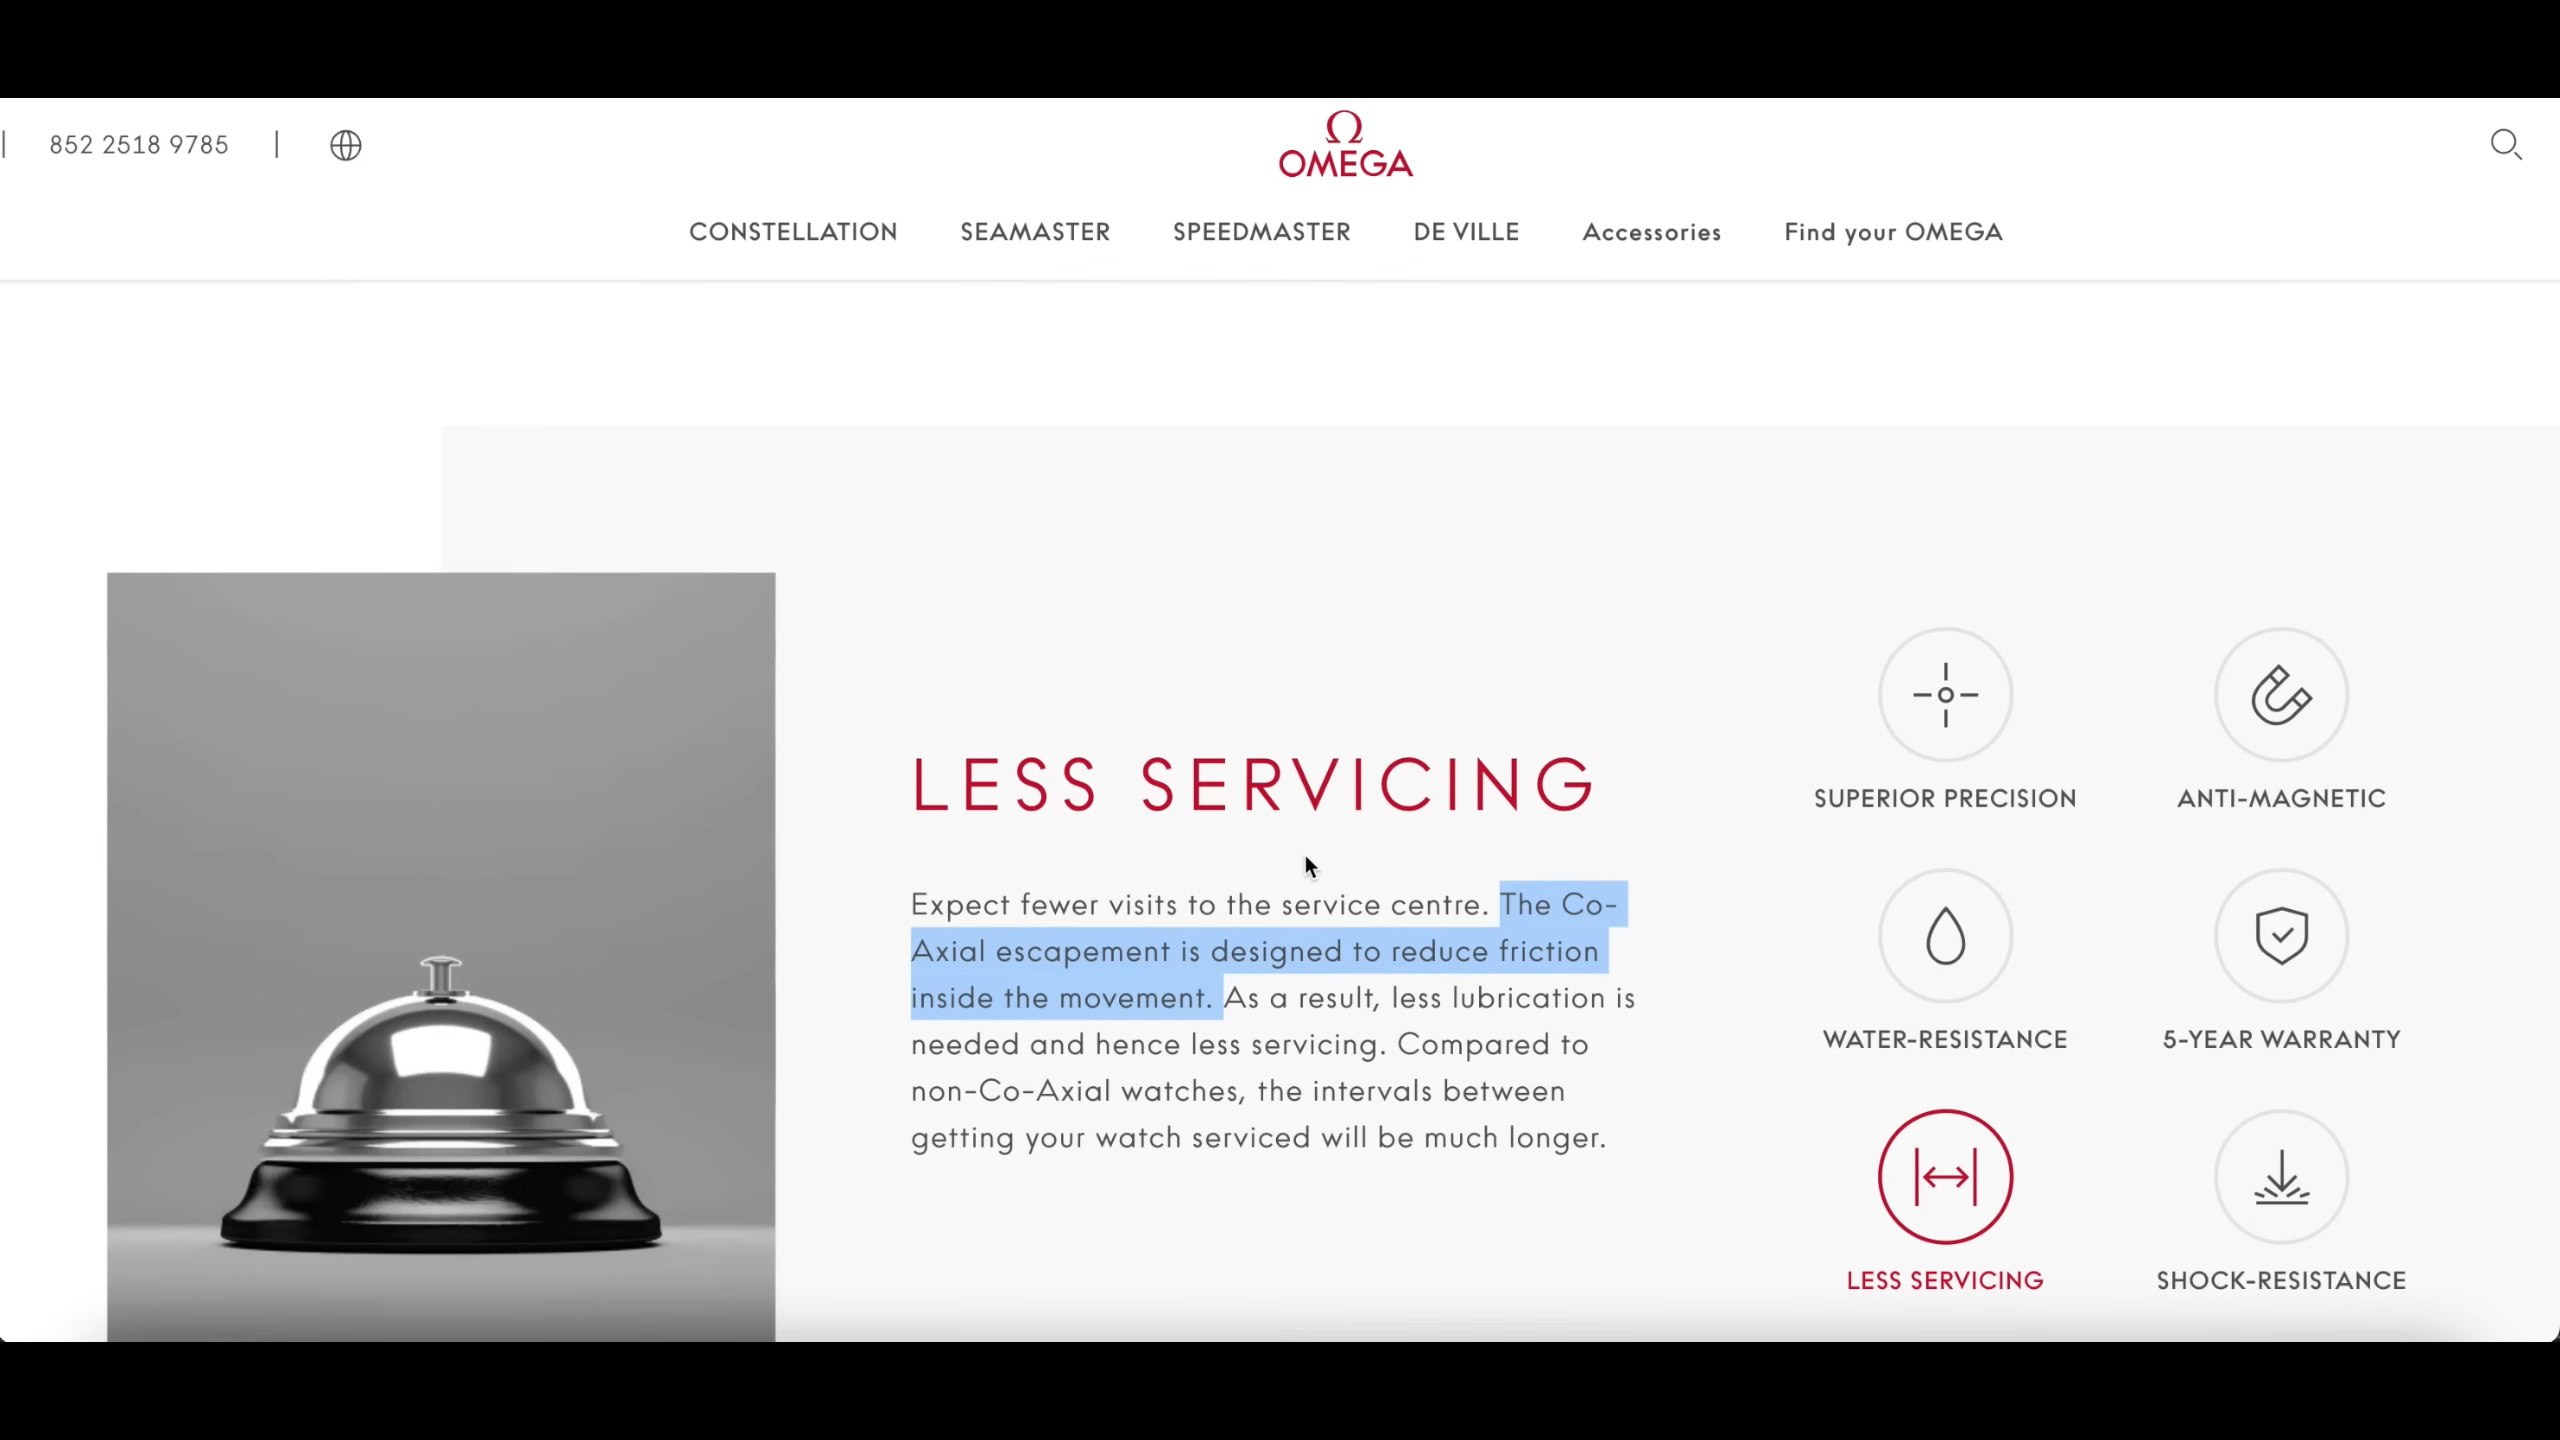 852 2518 9785
OMEGA
CONSTELLATION SEAMASTER SPEEDMASTER DE VILLE Accessories Find your OMEGA
LESS SERVICING
Expect fewer visits to the service centre. The Co-
Axial escapement is designed to reduce friction
inside the movement. As a result, less lubrication is
needed and hence less servicing. Compared to
non-Co-Axial watches, the intervals between
getting your watch serviced will be much longer.
SUPERIOR PRECISION
ANTI-MAGNETIC
WATER-RESISTANCE
5-YEAR WARRANTY
LESS SERVICING
SHOCK-RESISTANCE